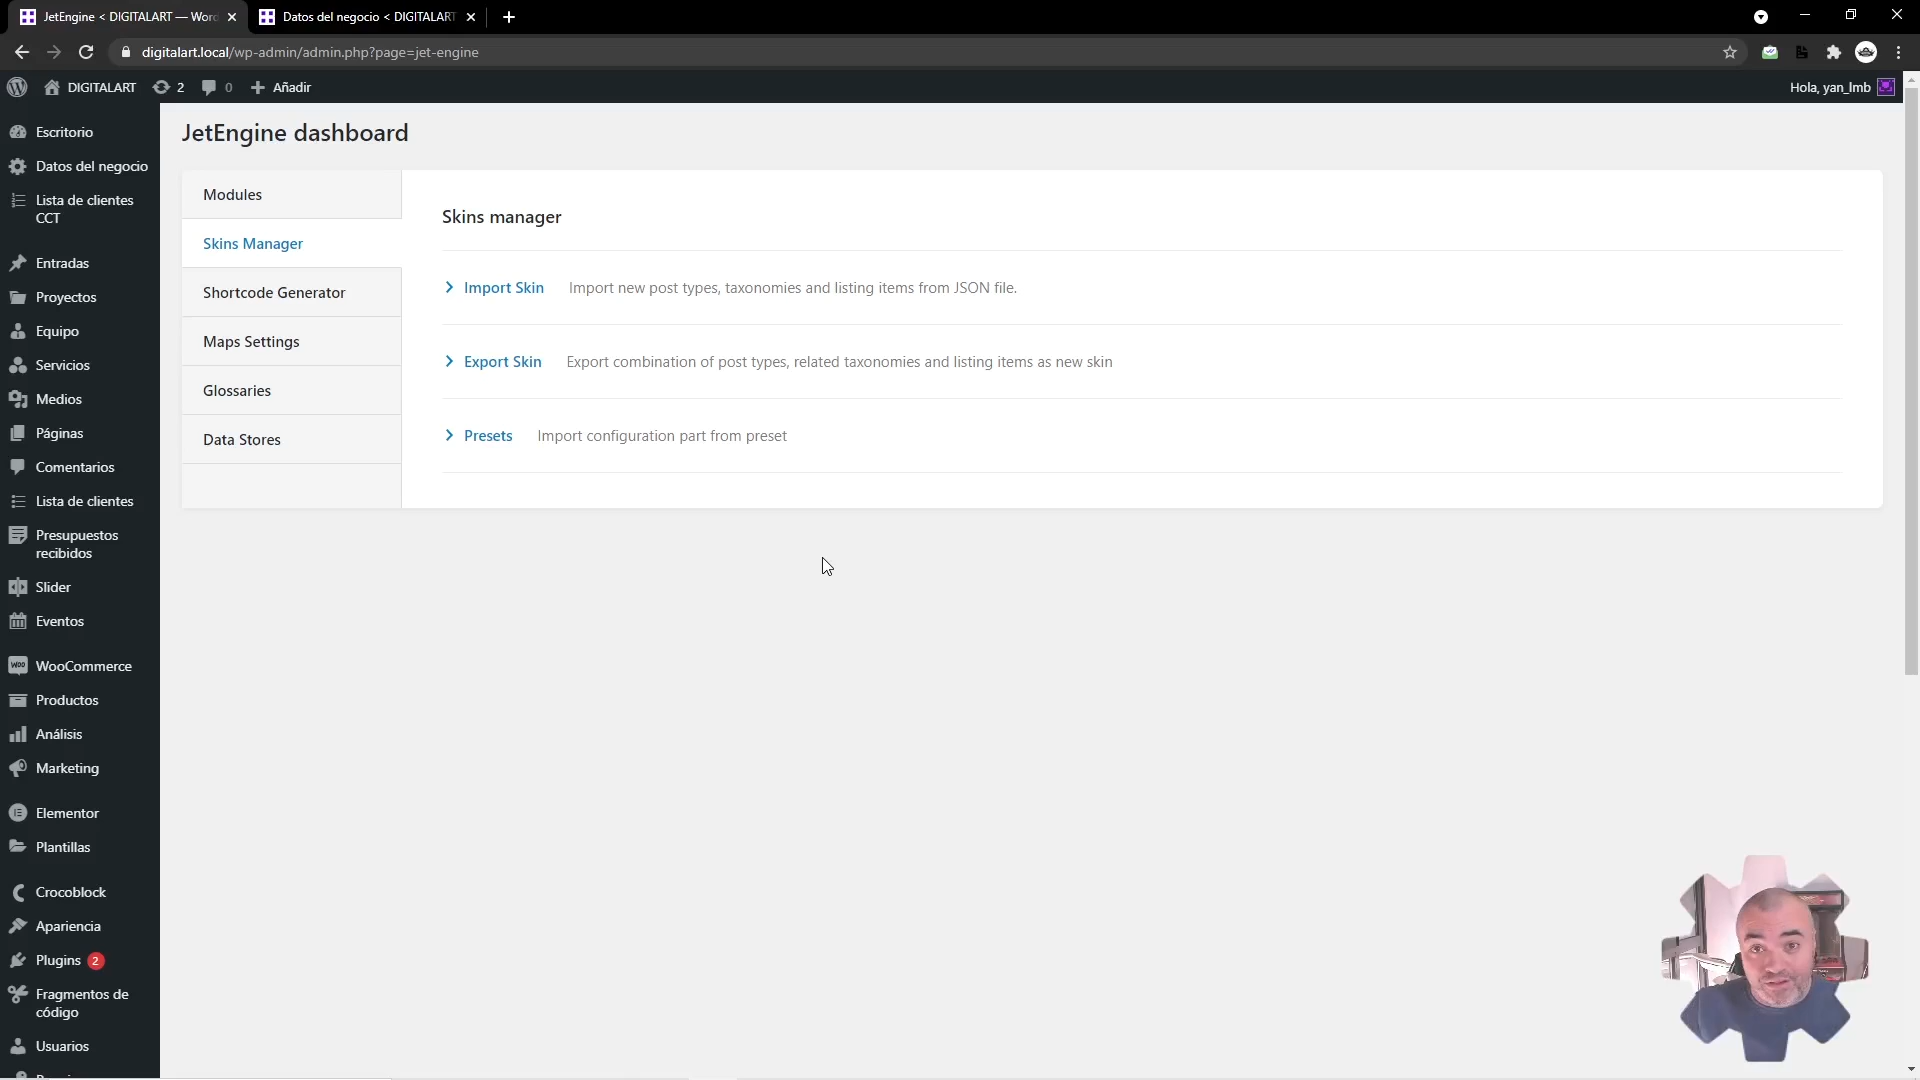 JetEngine < DIGITALART — Wor
Datos del negocio < DIGITALART
digitalart.local/wp-admin/admin.php?page=jet-engine
DIGITALART
2
0
Añadir
Hola, yan_lmb
Escritorio
Datos del negocio
Lista de clientes
CCT
Entradas
Proyectos
Equipo
Servicios
Medios
Páginas
Comentarios
Lista de clientes
Presupuestos
recibidos
Slider
Eventos
WooCommerce
Productos
Análisis
Marketing
Elementor
Plantillas
Crocoblock
Apariencia
Plugins 2
Fragmentos de
código
Usuarios
JetEngine dashboard
Modules
Skins Manager
Shortcode Generator
Maps Settings
Glossaries
Data Stores
Skins manager
Import Skin Import new post types, taxonomies and listing items from JSON file.
Export Skin Export combination of post types, related taxonomies and listing items as new skin
Presets Import configuration part from preset